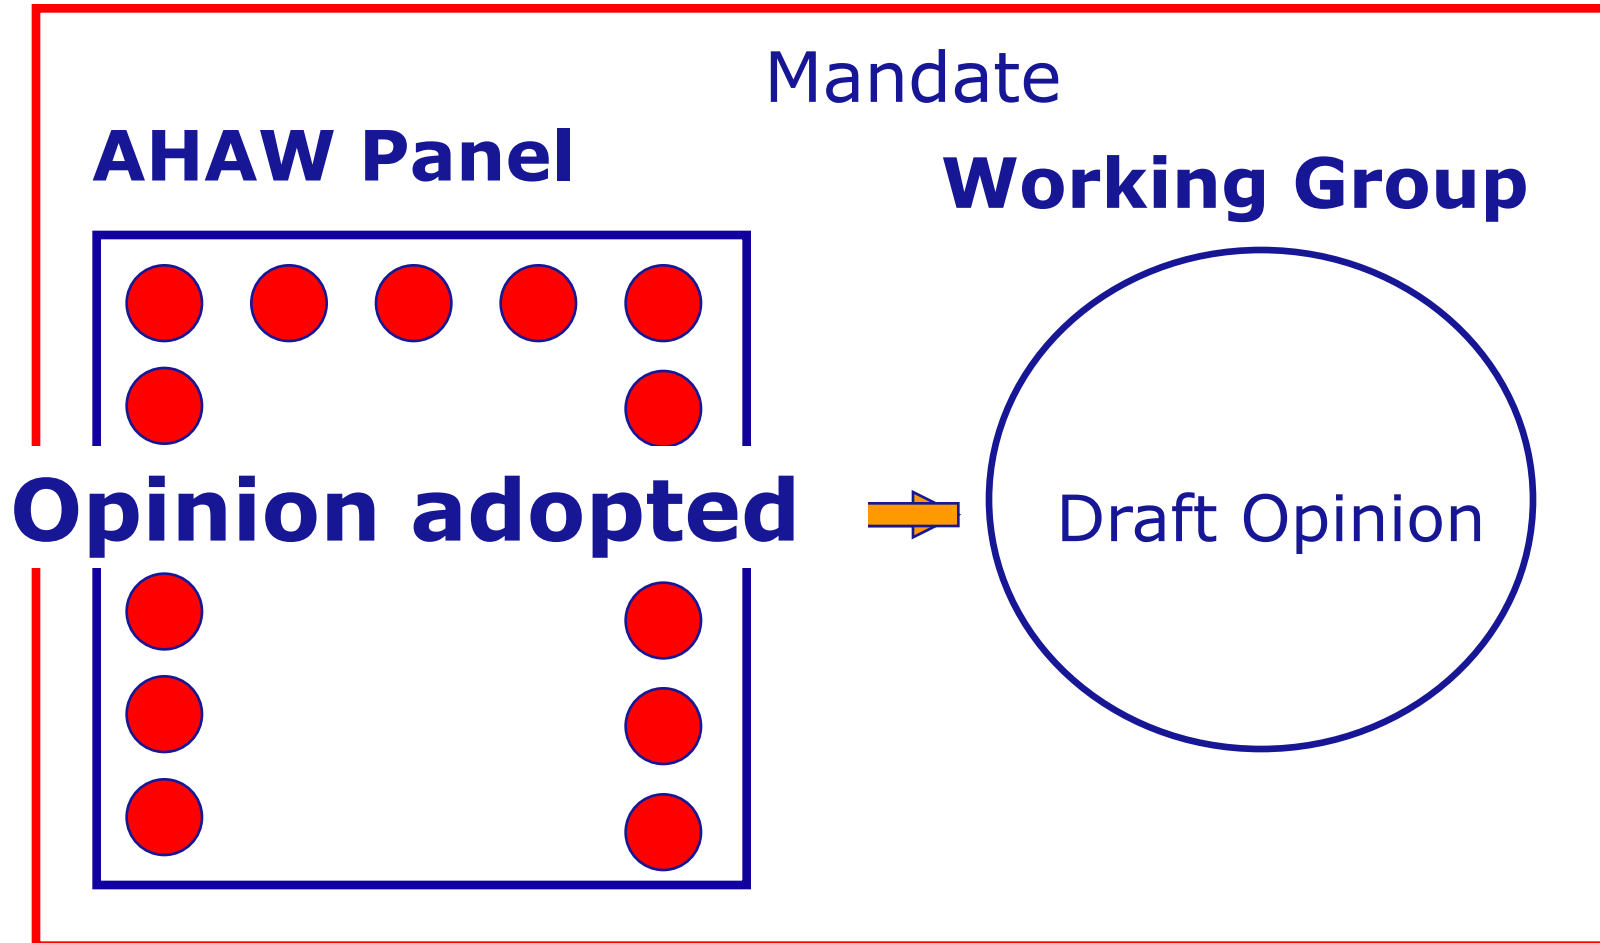 Mandate
AHAW Panel
Working Group
Opinion adopted
Draft Opinion